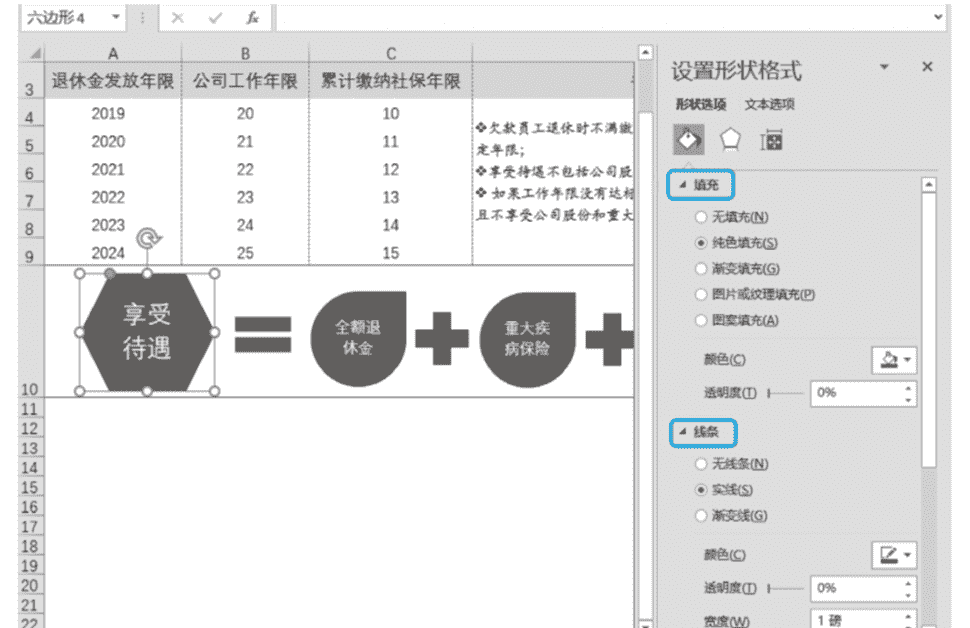 六边形 4
fx
A B C
3 退休金发放年限 公司工作年限 累计缴纳社保年限
4 2019 20 10
5 2020 21 11
6 2021 22 12
7 2022 23 13
8 2023 24 14
9 2024 25 15
❖欠款员工退休时不满缴
定年限；
❖享受待遇不包括公司股
❖ 如果工作年限没有达标
且不享受公司股份和重大
10
享受
待遇
全额退
休金
重大疾
病保险
11
12
13
14
15
16
17
18
19
20
21
22
设置形状格式
形状选项 文本选项
填充
无填充(N)
纯色填充(S)
渐变填充(G)
图片或纹理填充(P)
图案填充(A)
颜色(C)
透明度(T) 0%
线条
无线条(N)
实线(S)
渐变线(G)
颜色(C)
透明度(T) 0%
宽度(W) 1 磅